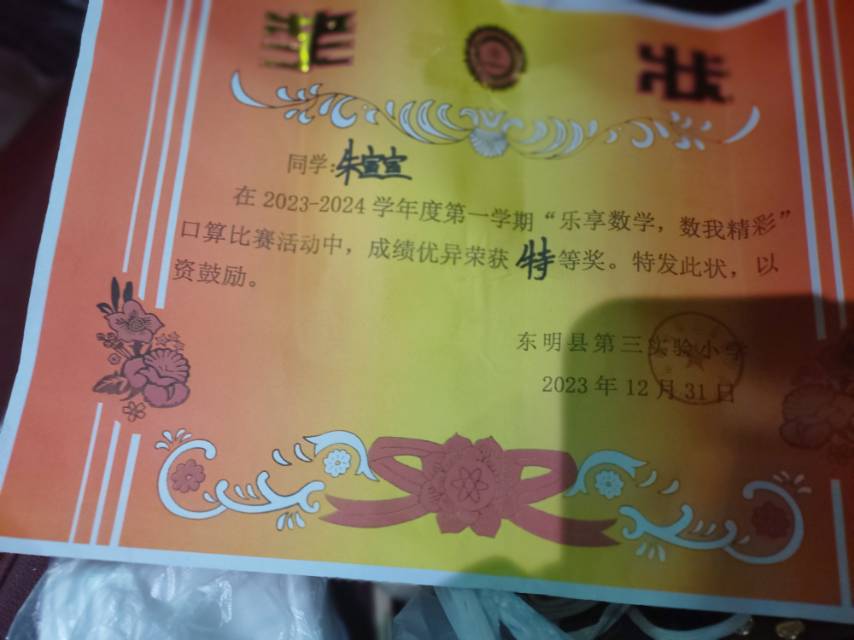 奖状
同学:朱宣宣
在 2023-2024 学年度第一学期“乐享数学，数我精彩”
口算比赛活动中，成绩优异荣获特等奖。特发此状，以
资鼓励。
东明县第三实验小学
2023 年 12 月 31 日